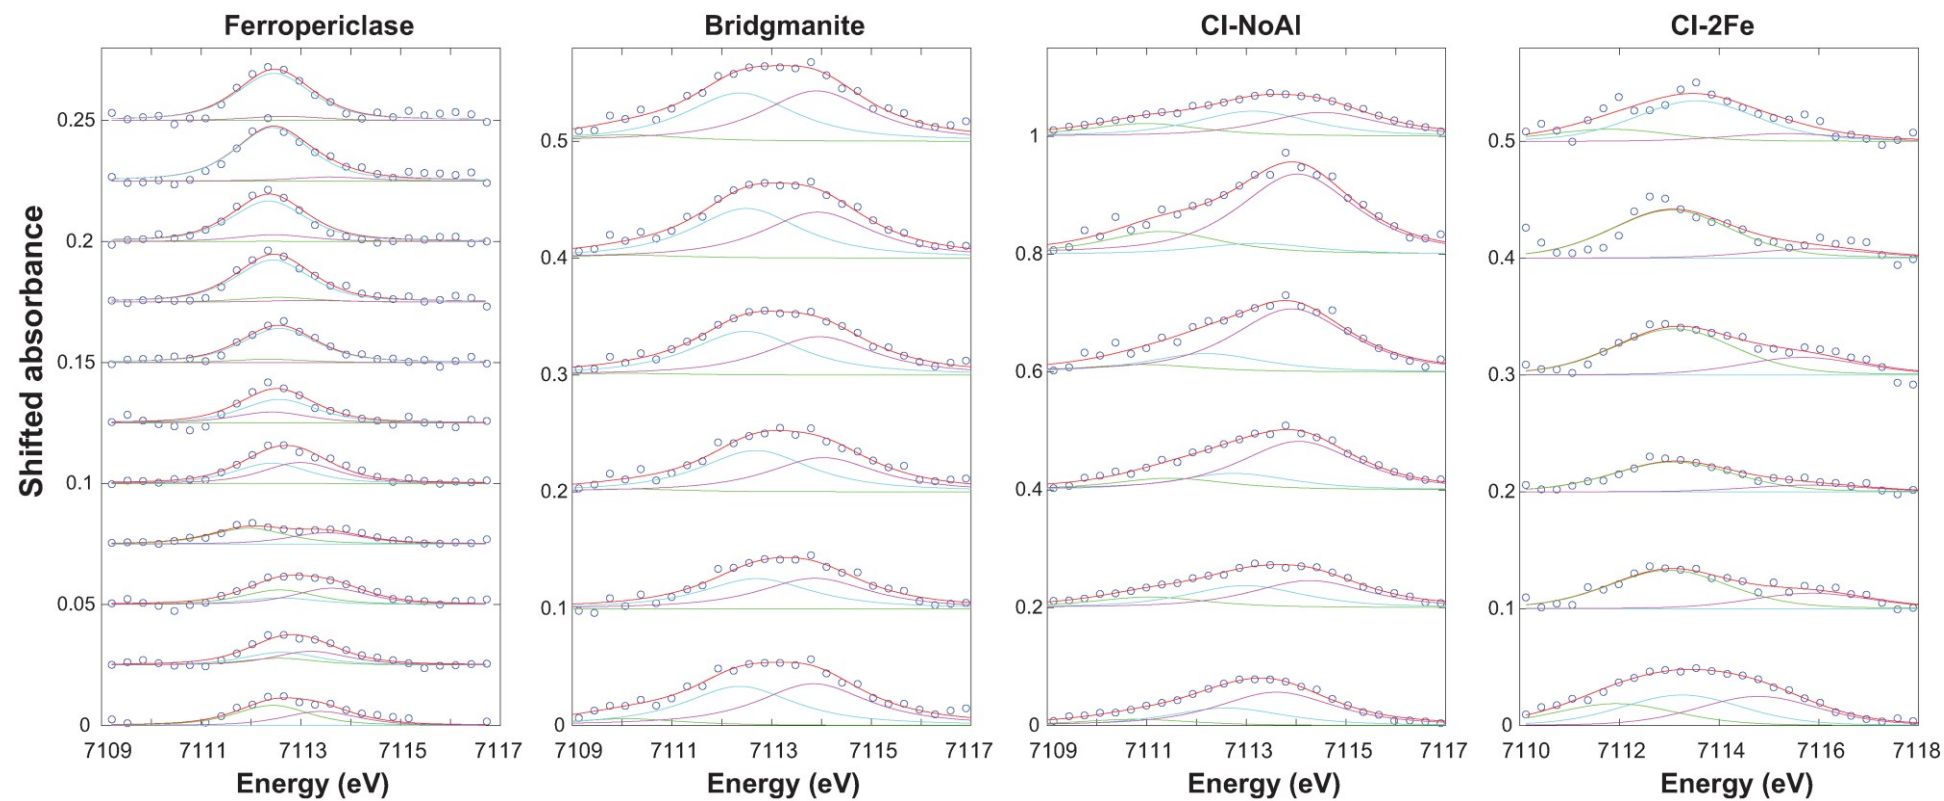 Ferropericlase
Bridgmanite
CI-NoAl
CI-2Fe
Shifted absorbance
0.25
0.2
0.15
0.1
0.05
0
7109 7111 7113 7115 7117
Energy (eV)
0.5
0.4
0.3
0.2
0.1
0
7109 7111 7113 7115 7117
Energy (eV)
1
0.8
0.6
0.4
0.2
0
7109 7111 7113 7115 7117
Energy (eV)
0.5
0.4
0.3
0.2
0.1
0
7110 7112 7114 7116 7118
Energy (eV)